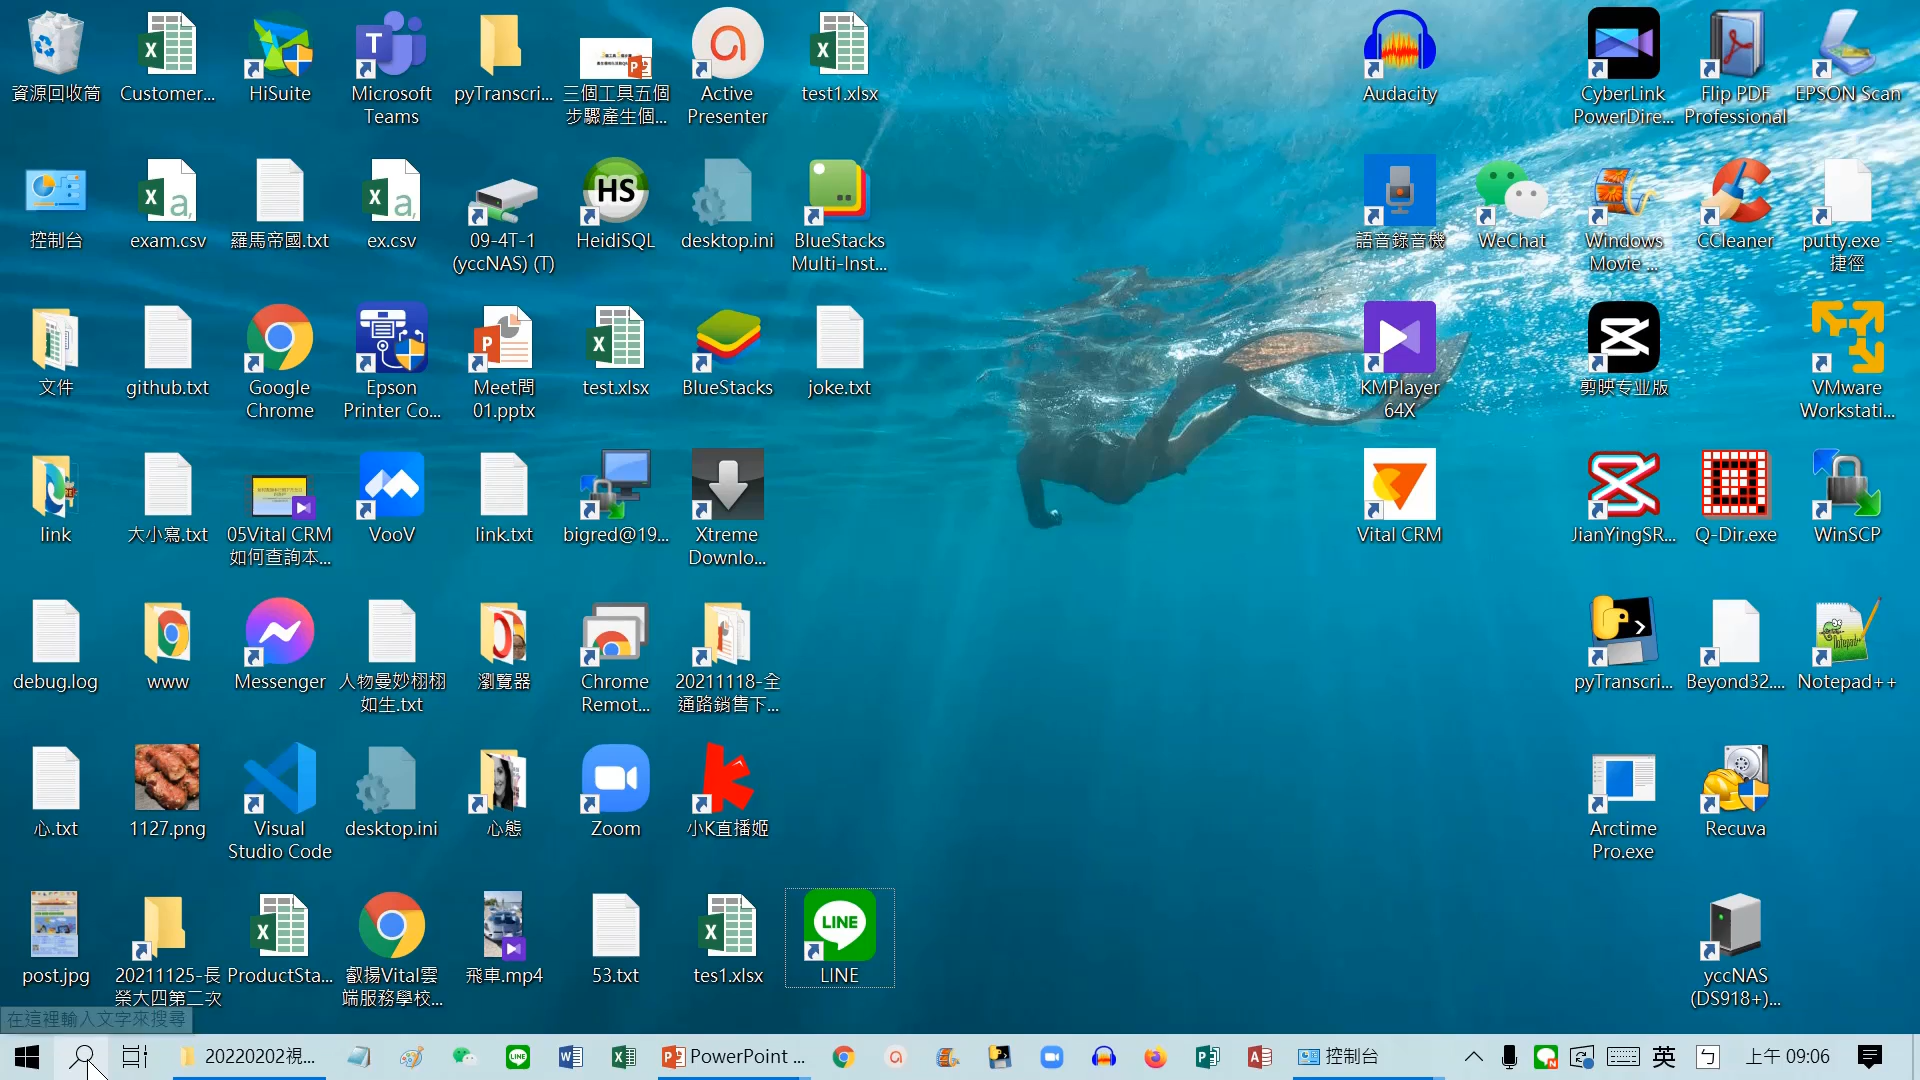 資源回收筒
Customer...
HiSuite
Microsoft
Teams
pyTranscri...
三個工具五個
步驟產生個...
Active
Presenter
test1.xlsx
Audacity
CyberLink
PowerDire...
Flip PDF
Professional
EPSON Scan
控制台
exam.csv
羅馬帝國.txt
ex.csv
09-4T-1
(yccNAS) (T)
HS
HeidiSQL
desktop.ini
BlueStacks
Multi-Inst...
語音錄音機
WeChat
Windows
Movie ...
CCleaner
putty.exe -
捷徑
文件
github.txt
Google
Chrome
Epson
Printer Co...
Meet問
01.pptx
test.xlsx
BlueStacks
joke.txt
KMPlayer
64X
剪映专业版
VMware
Workstati...
link
大小寫.txt
05Vital CRM
如何查詢本...
VooV
link.txt
bigred@19...
Xtreme
Downlo...
Vital CRM
JianYingSR...
Q-Dir.exe
WinSCP
debug.log
www
Messenger
人物曼妙栩栩
如生.txt
瀏覽器
Chrome
Remot...
20211118-全
通路銷售下...
pyTranscri...
Beyond32....
Notepad++
心.txt
1127.png
Visual
Studio Code
desktop.ini
心態
Zoom
小K直播姬
Arctime
Pro.exe
Recuva
post.jpg
20211125-長
榮大四第二次
ProductSta...
叡揚Vital雲
端服務學校...
飛車.mp4
53.txt
tes1.xlsx
LINE
LINE
yccNAS
(DS918+)...
在這裡輸入文字來搜尋
20220202視...
PowerPoint ...
控制台
英
ㄅ
上午 09:06